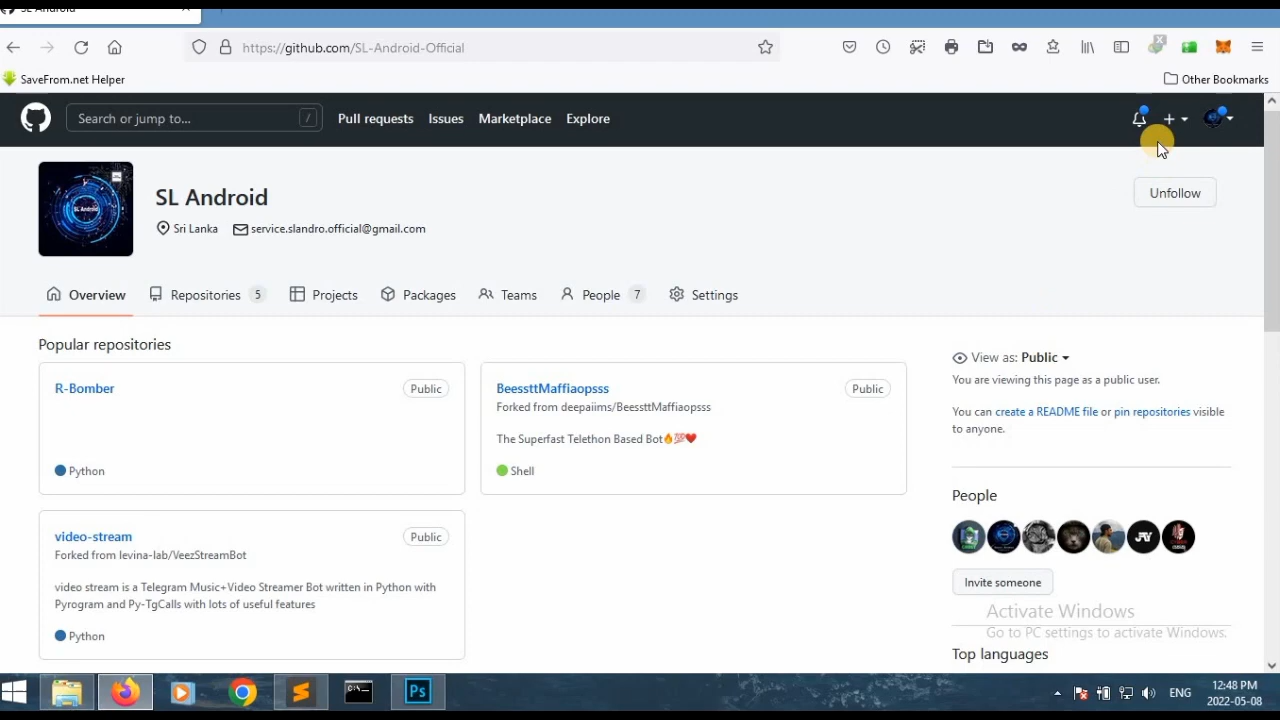 SL Android
https://github.com/SL-Android-Official
SaveFrom.net Helper
Other Bookmarks
Search or jump to...
/
Pull requests
Issues
Marketplace
Explore
SL Android
Unfollow
Sri Lanka
service.slandro.official@gmail.com
Overview
Repositories 5
Projects
Packages
Teams
People 7
Settings
Popular repositories
R-Bomber
Public
Python
BeessttMaffiaopsss
Public
Forked from deepaiims/BeessttMaffiaopsss
The Superfast Telethon Based Bot🔥💯❤️
Shell
video-stream
Public
Forked from levina-lab/VeezStreamBot
video stream is a Telegram Music+Video Streamer Bot written in Python with
Pyrogram and Py-TgCalls with lots of useful features
Python
View as: Public
You are viewing this page as a public user.
You can create a README file or pin repositories visible
to anyone.
People
Invite someone
Activate Windows
Go to PC settings to activate Windows.
Top languages
Ps
ENG
12:48 PM
2022-05-08